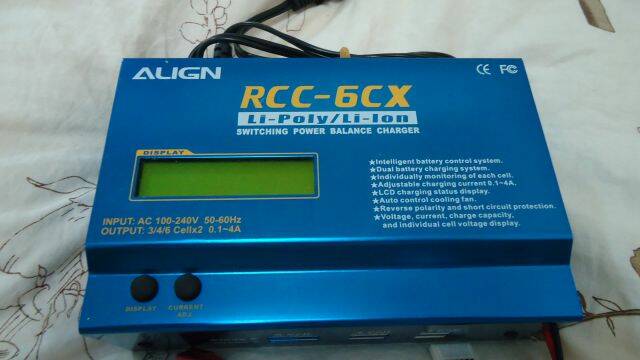 ALIGN
CE FC
RCC-6CX
Li-Poly/Li-Ion
SWITCHING POWER BALANCE CHARGER
DISPLAY
★Intelligent battery control system.
★Dual battery charging system.
★Individually monitoring of each cell.
★Adjustable charging current 0.1~4A.
★LCD charging status display.
★Auto control cooling fan.
★Reverse polarity and short circuit protection.
★Voltage, current, charge capacity,
and individual cell voltage display.
INPUT: AC 100-240V 50-60Hz
OUTPUT: 3/4/6 Cellx2 0.1~4A
DISPLAY
CURRENT
ADJ.